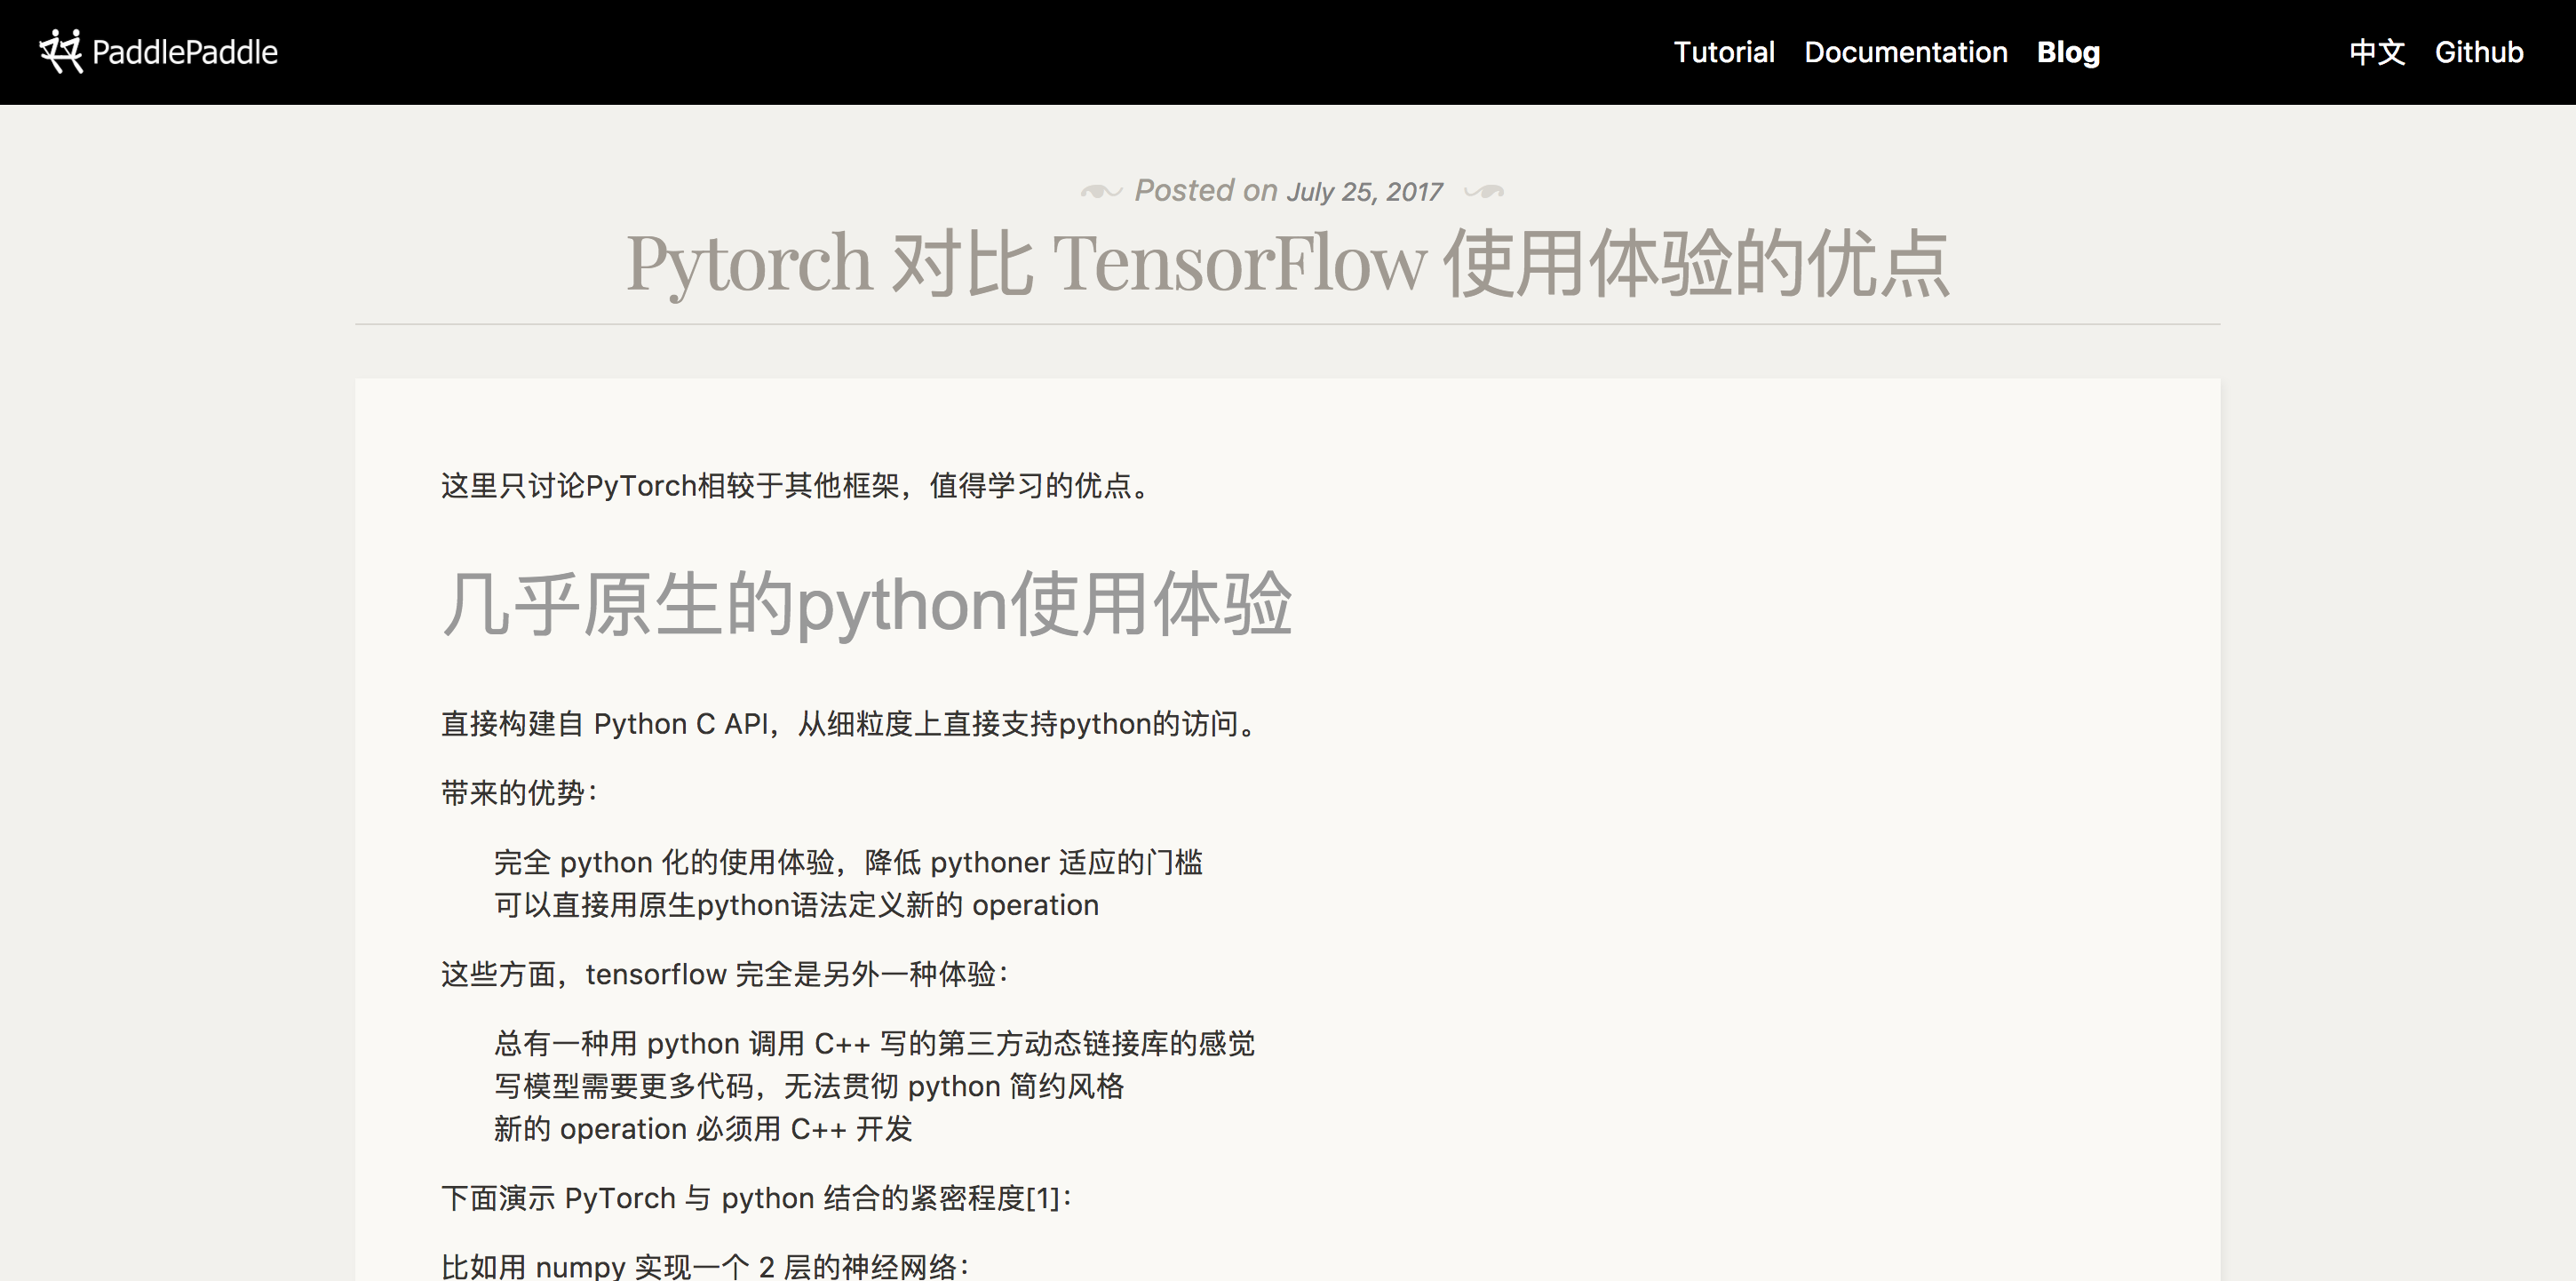 PaddlePaddle
Tutorial Documentation Blog 中文 Github
Posted on July 25, 2017
Pytorch 对比 TensorFlow 使用体验的优点
这里只讨论PyTorch相较于其他框架，值得学习的优点。
几乎原生的python使用体验
直接构建自 Python C API，从细粒度上直接支持python的访问。
带来的优势：
完全 python 化的使用体验，降低 pythoner 适应的门槛
可以直接用原生python语法定义新的 operation
这些方面，tensorflow 完全是另外一种体验：
总有一种用 python 调用 C++ 写的第三方动态链接库的感觉
写模型需要更多代码，无法贯彻 python 简约风格
新的 operation 必须用 C++ 开发
下面演示 PyTorch 与 python 结合的紧密程度[1]：
比如用 numpy 实现一个 2 层的神经网络：